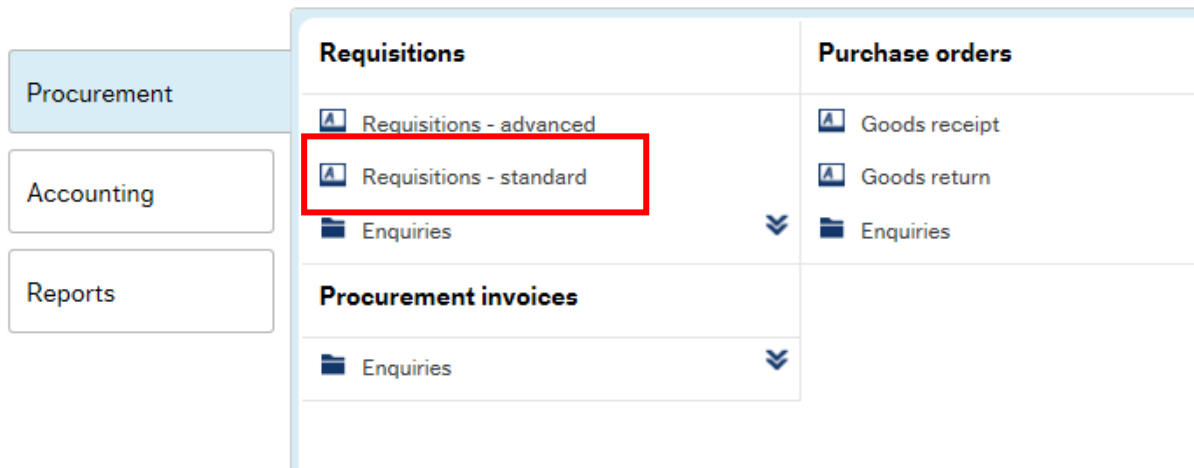 Procurement
Accounting
Reports
Requisitions
Requisitions - advanced
Requisitions - standard
Enquiries
Procurement invoices
Enquiries
Purchase orders
Goods receipt
Goods return
Enquiries